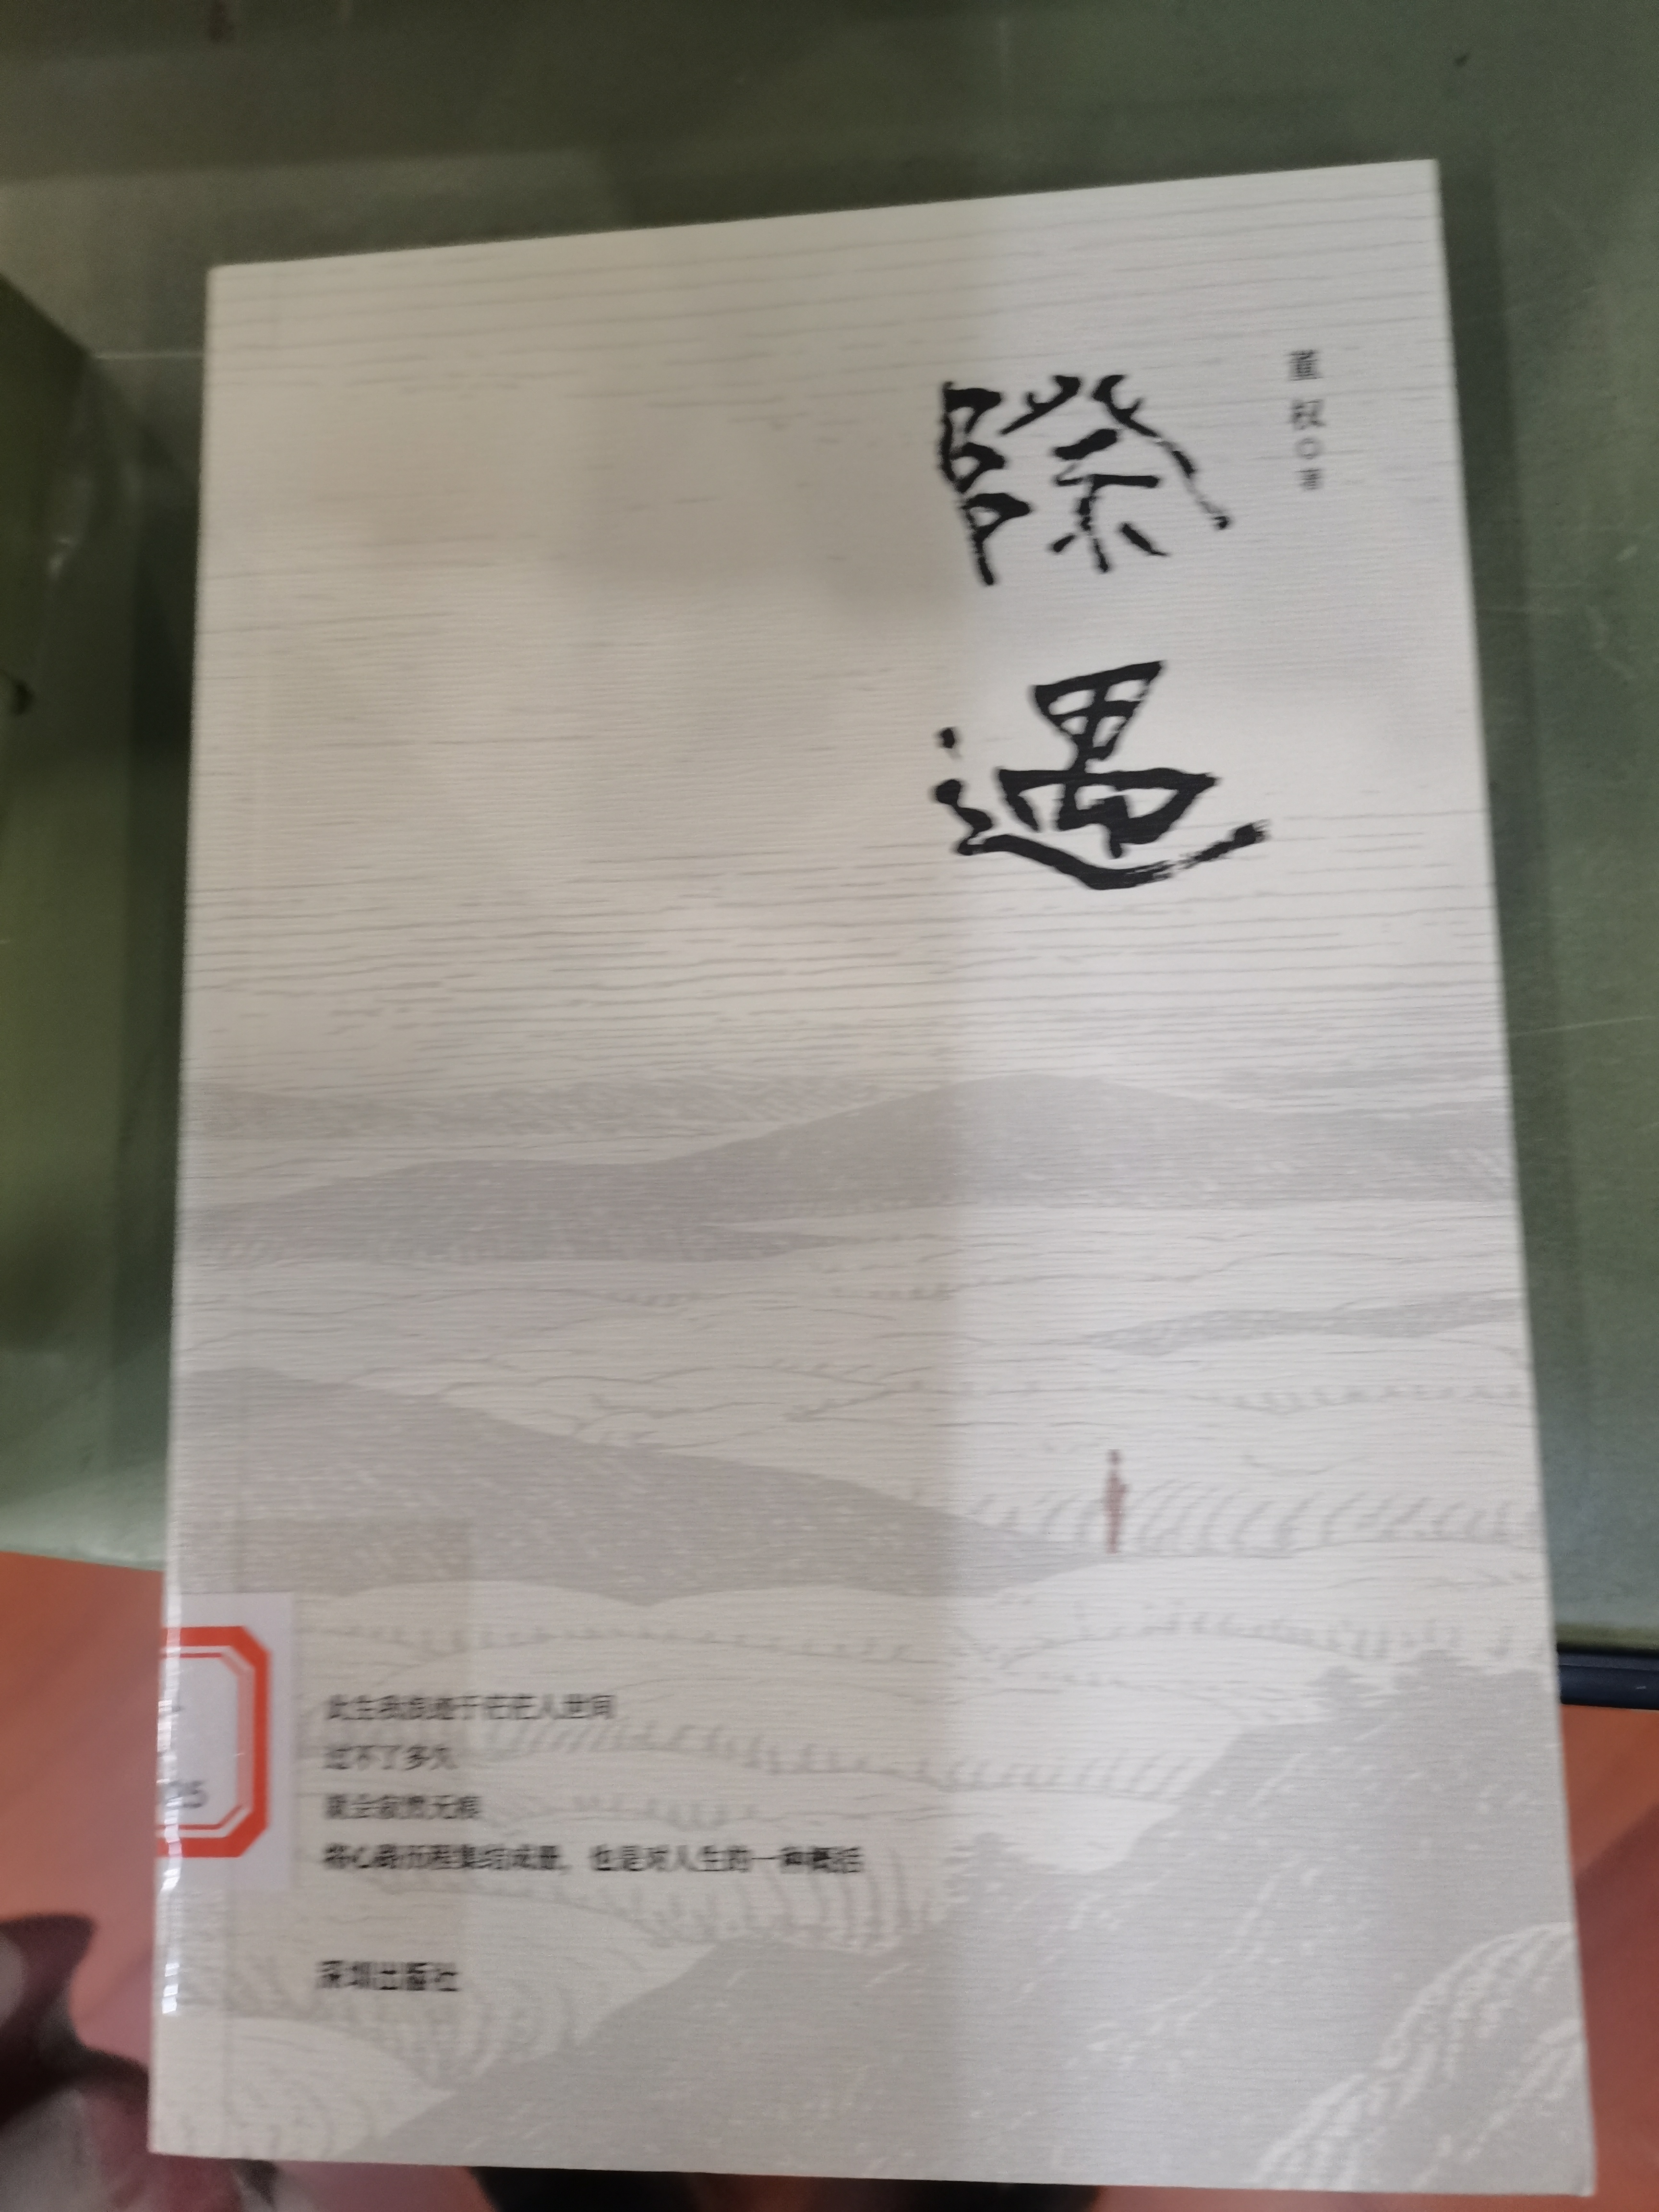 董权◎著
際遇
此生我浪迹于茫茫人世间
过不了多久
就会寂然无痕
将心路历程集结成册，也是对人生的一种概括
深圳出版社
25